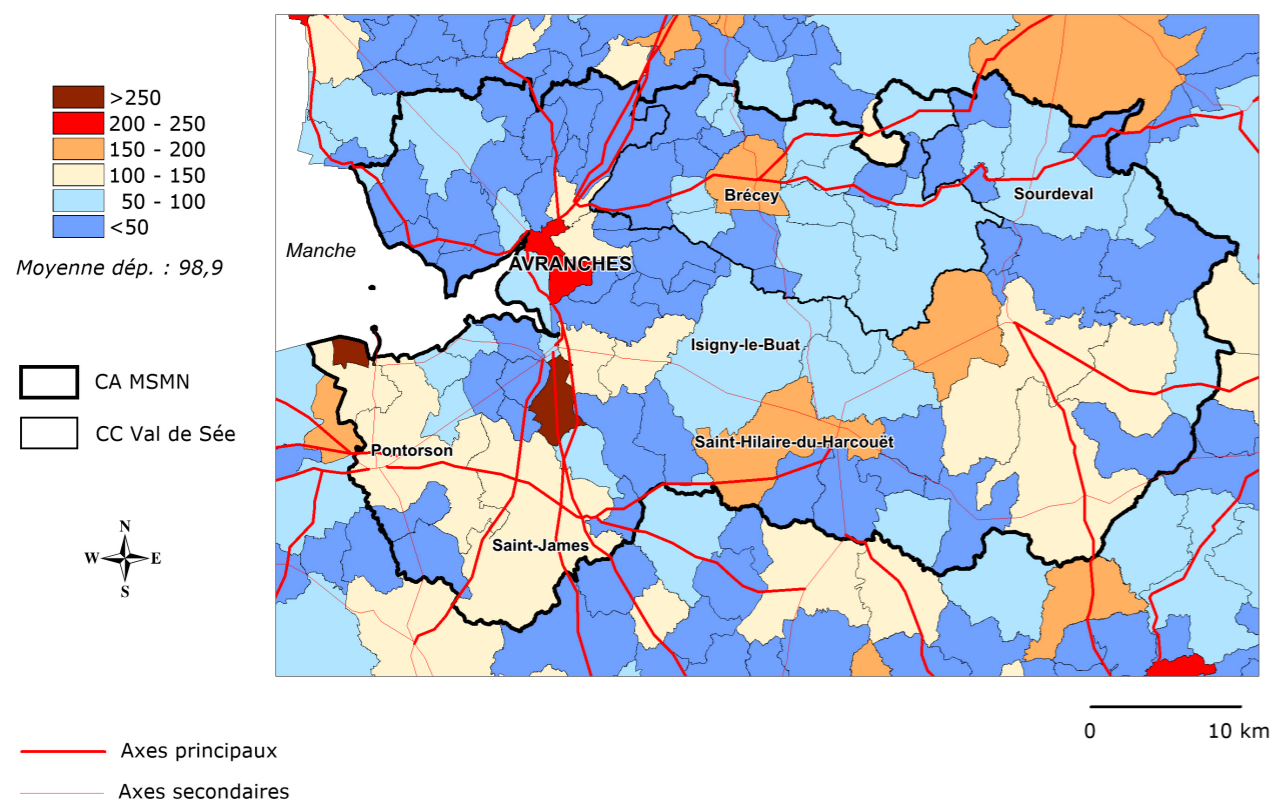 >250
200 - 250
150 - 200
100 - 150
50 - 100
<50
Moyenne dép. : 98,9
CA MSMN
CC Val de Sée
N
W E
S
Axes principaux
Axes secondaires
Manche
Brécey
Sourdeval
AVRANCHES
Isigny-le-Buat
Saint-Hilaire-du-Harcouët
Pontorson
Saint-James
0 10 km